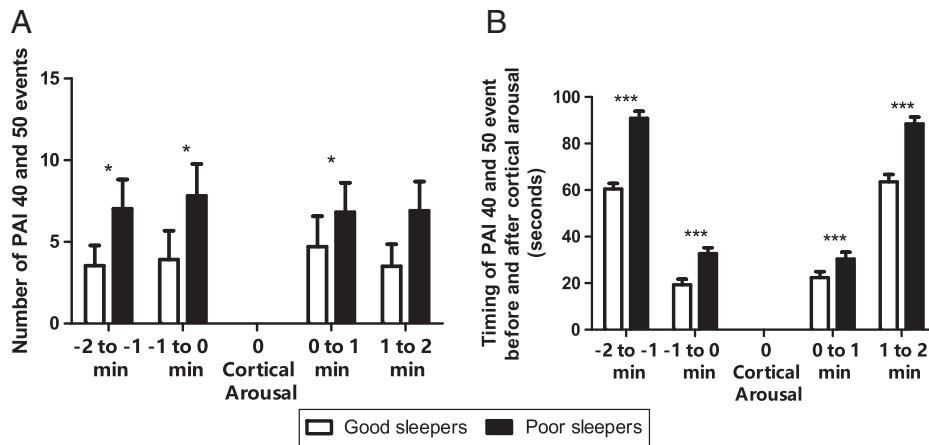 A
Number of PAI 40 and 50 events
15
10
5
0
*
*
*
-2 to -1
min
-1 to 0
min
0
Cortical
Arousal
0 to 1
min
1 to 2
min
B
Timing of PAI 40 and 50 event
before and after cortical arousal
(seconds)
100
80
60
40
20
0
***
***
***
***
-2 to -1
min
-1 to 0
min
0
Cortical
Arousal
0 to 1
min
1 to 2
min
Good sleepers
Poor sleepers